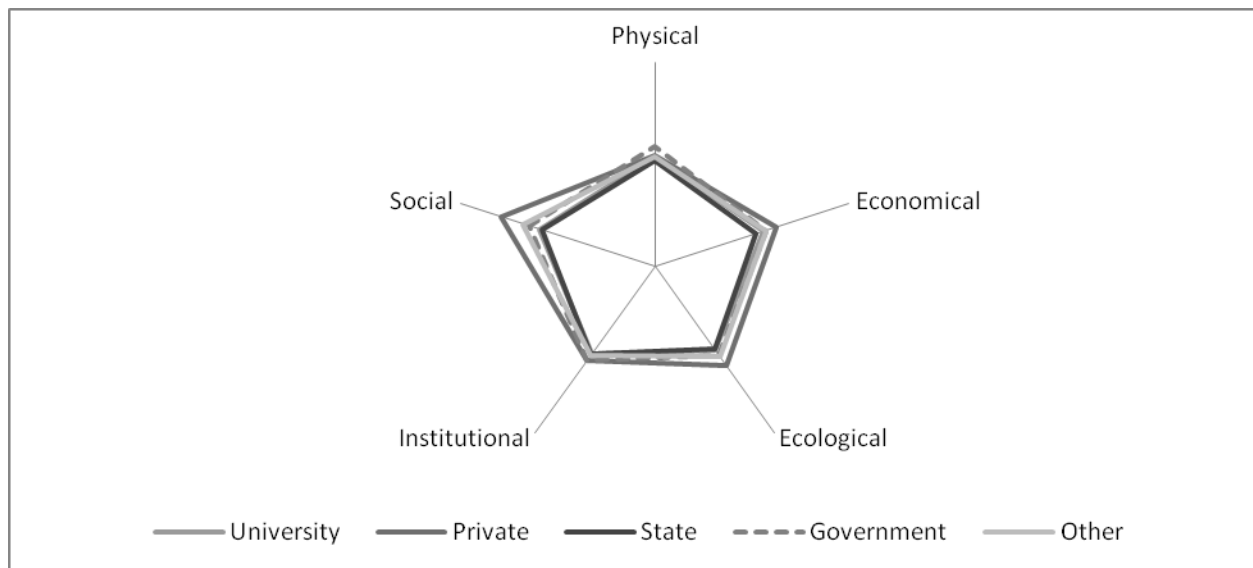 Physical
Social
Economical
Institutional
Ecological
University Private State Government Other